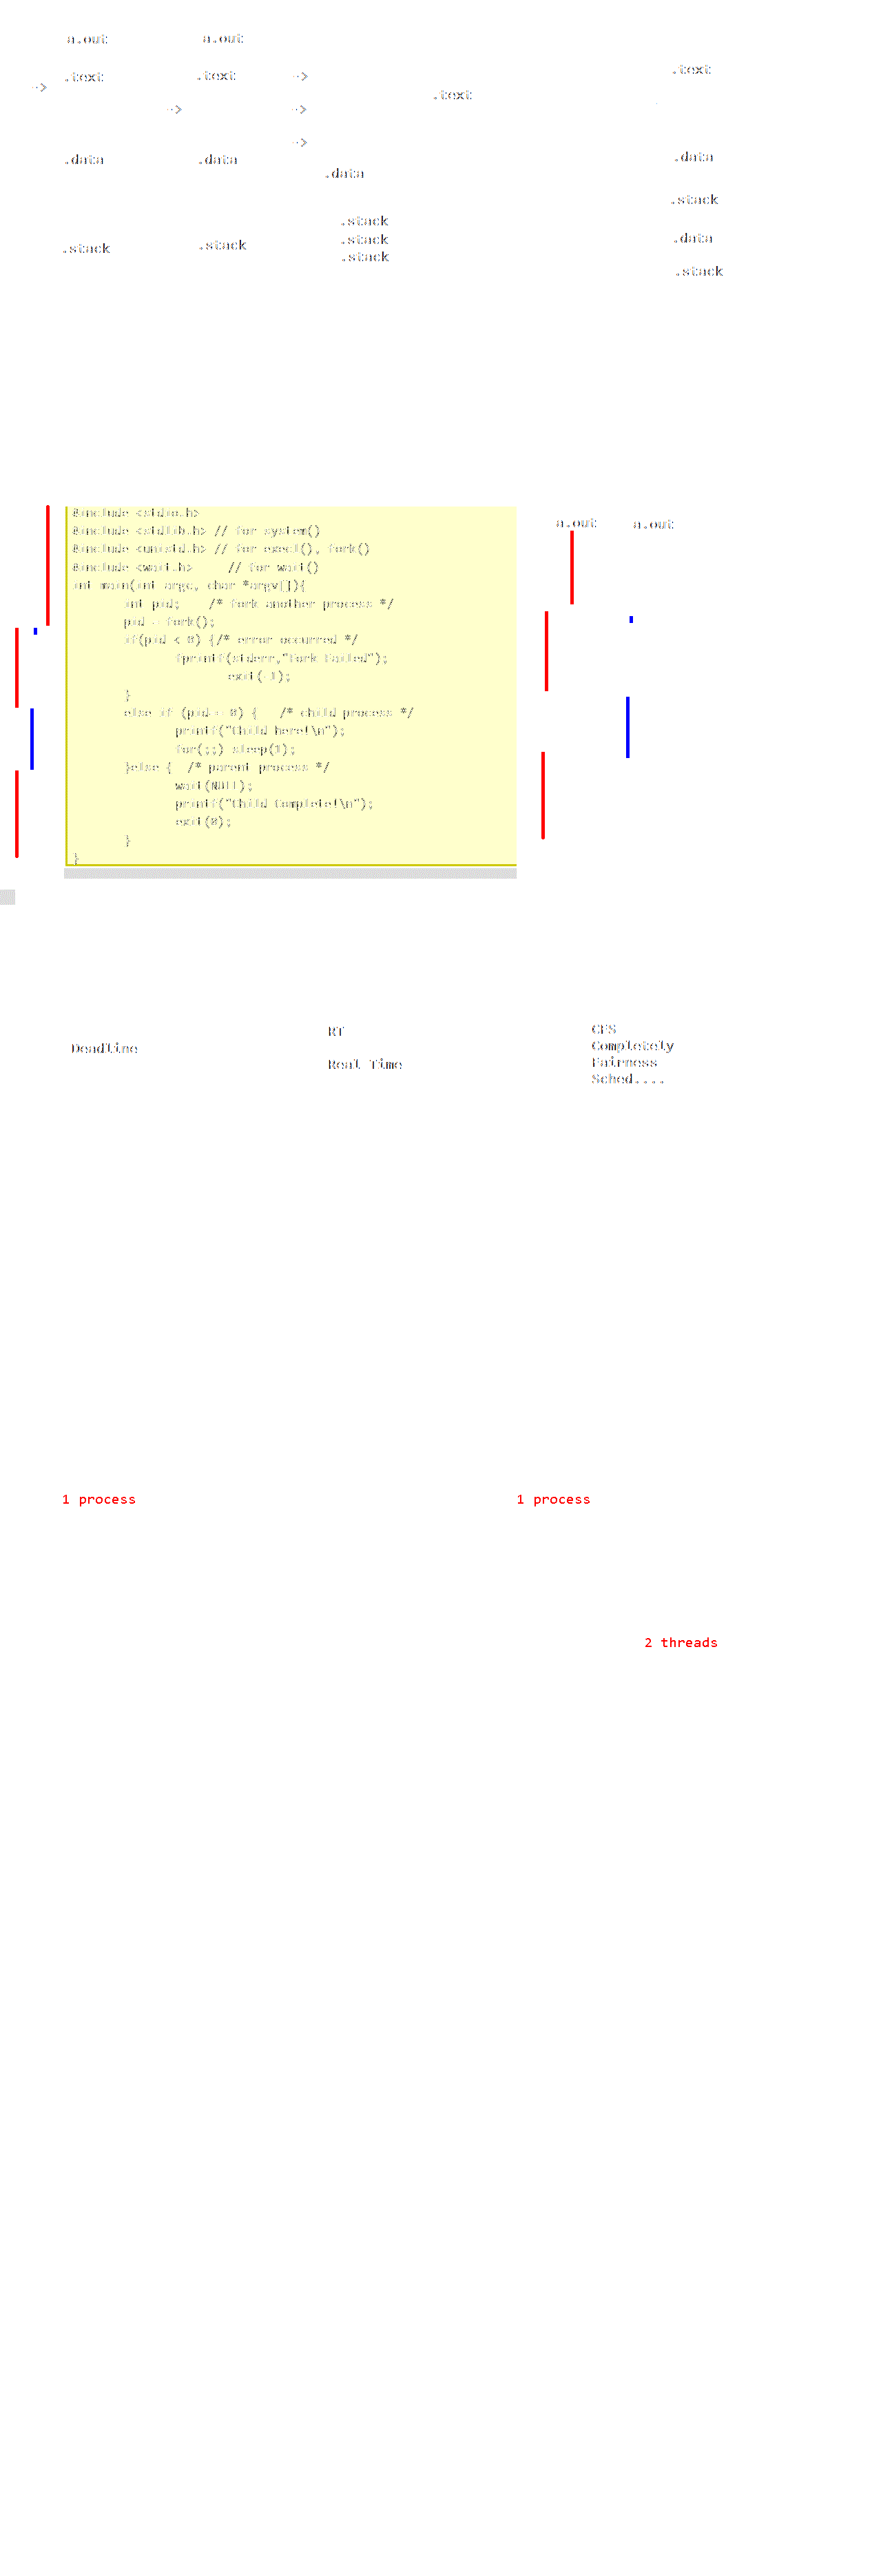 a.out a.out
.text .text -->
.text
-->
.text
--> -->
-->
.data .data
.data
.data
.stack
.stack
.data
.stack
.stack .stack
.stack
.stack
#include <stdio.h>
#include <stdlib.h> // for system()
#include <unistd.h> // for execl(), fork()
#include <wait.h> // for wait()
int main(int argc, char *argv[]){
int pid; /* fork another process */
pid = fork();
if(pid < 0) {/* error occurred */
fprintf(stderr,"Fork Failed");
exit(-1);
}
else if (pid == 0) { /* child process */
printf("Child here!\n");
for(;;) sleep(1);
}else { /* parent process */
wait(NULL);
printf("Child Complete!\n");
exit(0);
}
}
a.out a.out
Deadline
RT
Real Time
CFS
Completely
Fairness
Sched....
1 process 1 process
2 threads